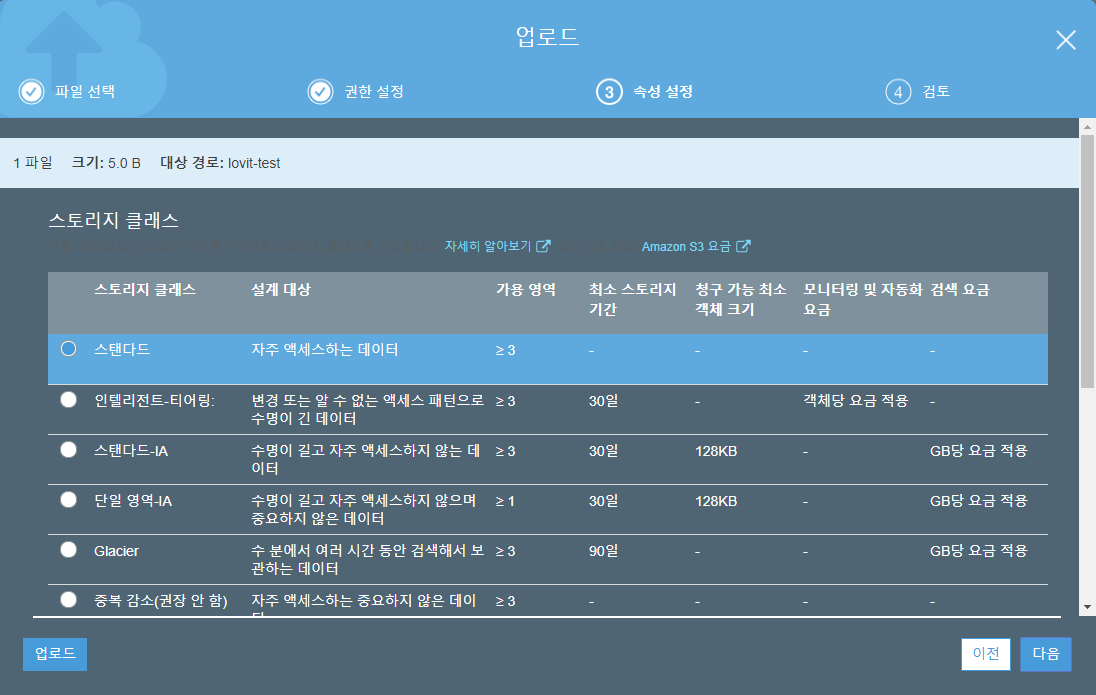 업로드
파일 선택
권한 설정
3 속성 설정
4 검토
1 파일 크기: 5.0 B 대상 경로: lovit-test
스토리지 클래스
자세히 알아보기 Amazon S3 요금
스토리지 클래스 설계 대상 가용 영역 최소 스토리지 청구 가능 최소 모니터링 및 자동화 검색 요금
기간 객체 크기 요금
스탠다드 자주 액세스하는 데이터 ≥ 3 - - - -
인텔리전트-티어링: 변경 또는 알 수 없는 액세스 패턴으로 ≥ 3 30일 - 객체당 요금 적용 -
수명이 긴 데이터
스탠다드-IA 수명이 길고 자주 액세스하지 않는 데 ≥ 3 30일 128KB - GB당 요금 적용
이터
단일 영역-IA 수명이 길고 자주 액세스하지 않으며 ≥ 1 30일 128KB - GB당 요금 적용
중요하지 않은 데이터
Glacier 수 분에서 여러 시간 동안 검색해서 보 ≥ 3 90일 - - GB당 요금 적용
관하는 데이터
중복 감소(권장 안 함) 자주 액세스하는 중요하지 않은 데이 ≥ 3 - - - -
업로드 이전 다음